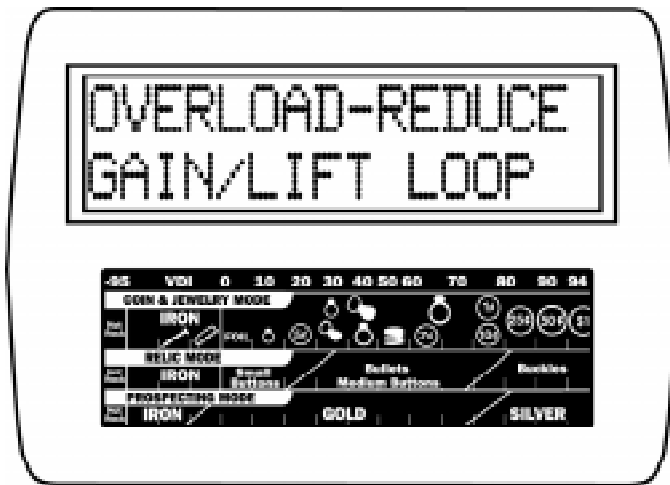 OVERLOAD-REDUCE
GAIN/LIFT LOOP
-95 VDI 0 10 20 30 40 50 60 70 80 90 94
COIN & JEWELRY MODE
IRON
FOIL
RELIC MODE
IRON Small Buttons Bullets Medium Buttons Buckles
PROSPECTING MODE
IRON GOLD SILVER